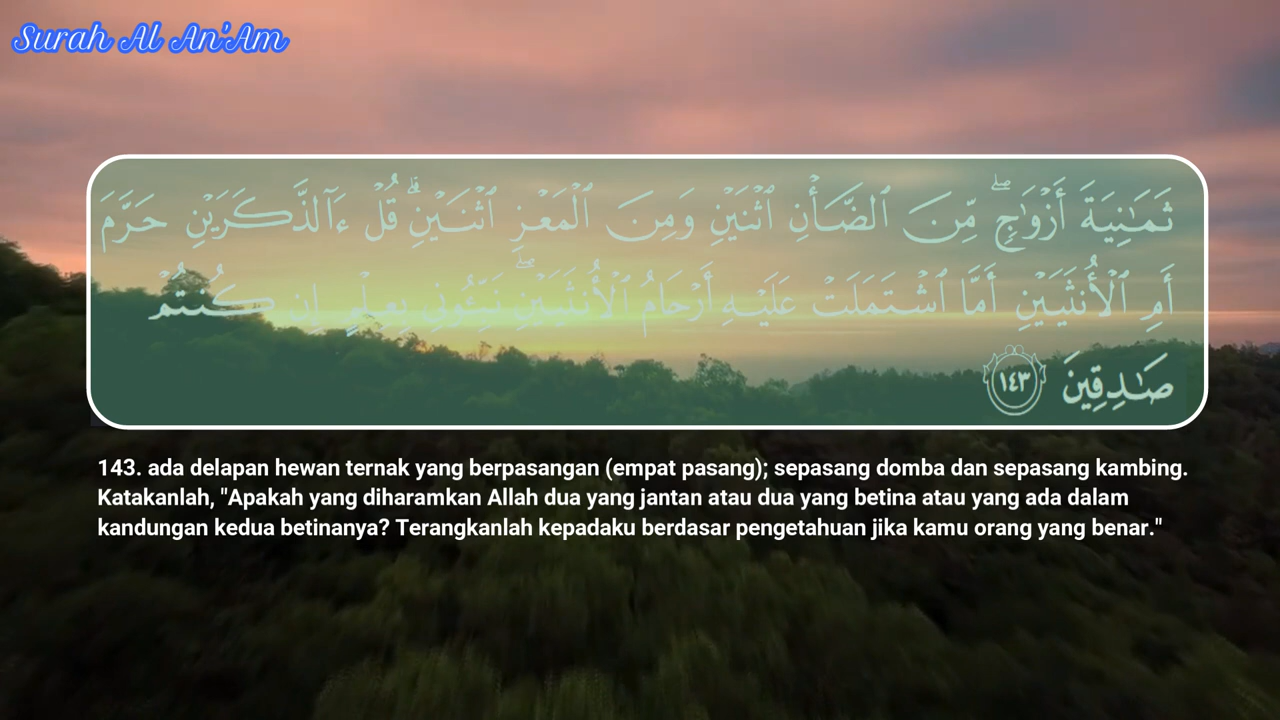 Surah Al An'Am
ثَمَـٰنِيَةَ أَزْوَٰجٍۢ ۖ مِّنَ ٱلضَّأْنِ ٱثْنَيْنِ وَمِنَ ٱلْمَعْزِ ٱثْنَيْنِ ۗ قُلْ ءَآلذَّكَرَيْنِ حَرَّمَ
أَمِ ٱلْأُنثَيَيْنِ أَمَّا ٱشْتَمَلَتْ عَلَيْهِ أَرْحَامُ ٱلْأُنثَيَيْنِ ۖ نَبِّـُٔونِى بِعِلْمٍ إِن كُنتُمْ
صَـٰدِقِينَ ١٤٣
143. ada delapan hewan ternak yang berpasangan (empat pasang); sepasang domba dan sepasang kambing.
Katakanlah, "Apakah yang diharamkan Allah dua yang jantan atau dua yang betina atau yang ada dalam
kandungan kedua betinanya? Terangkanlah kepadaku berdasar pengetahuan jika kamu orang yang benar."